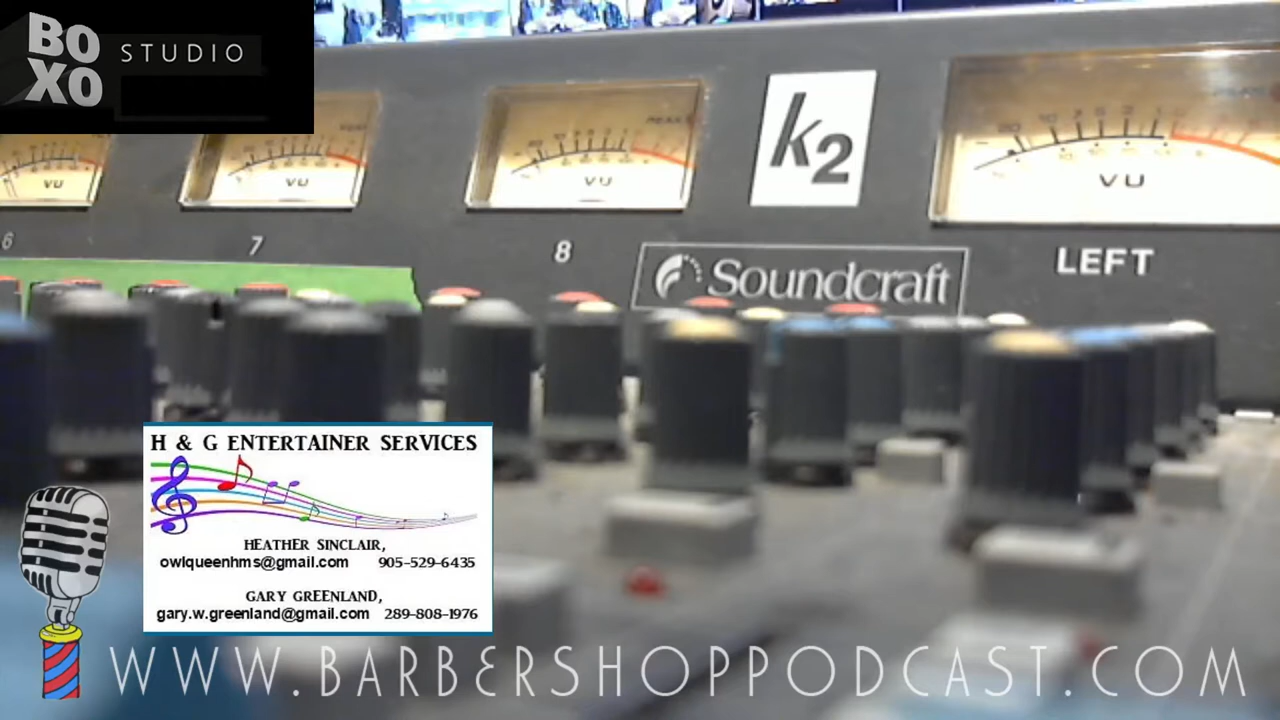 BO
XO
STUDIO
VU
VU
VU
VU
PEAK
k2
6
7
8
LEFT
Soundcraft
H & G ENTERTAINER SERVICES
HEATHER SINCLAIR,
owlqueenhms@gmail.com 905-529-6435
GARY GREENLAND,
gary.w.greenland@gmail.com 289-808-1976
WWW.BARBERSHOPPODCAST.COM